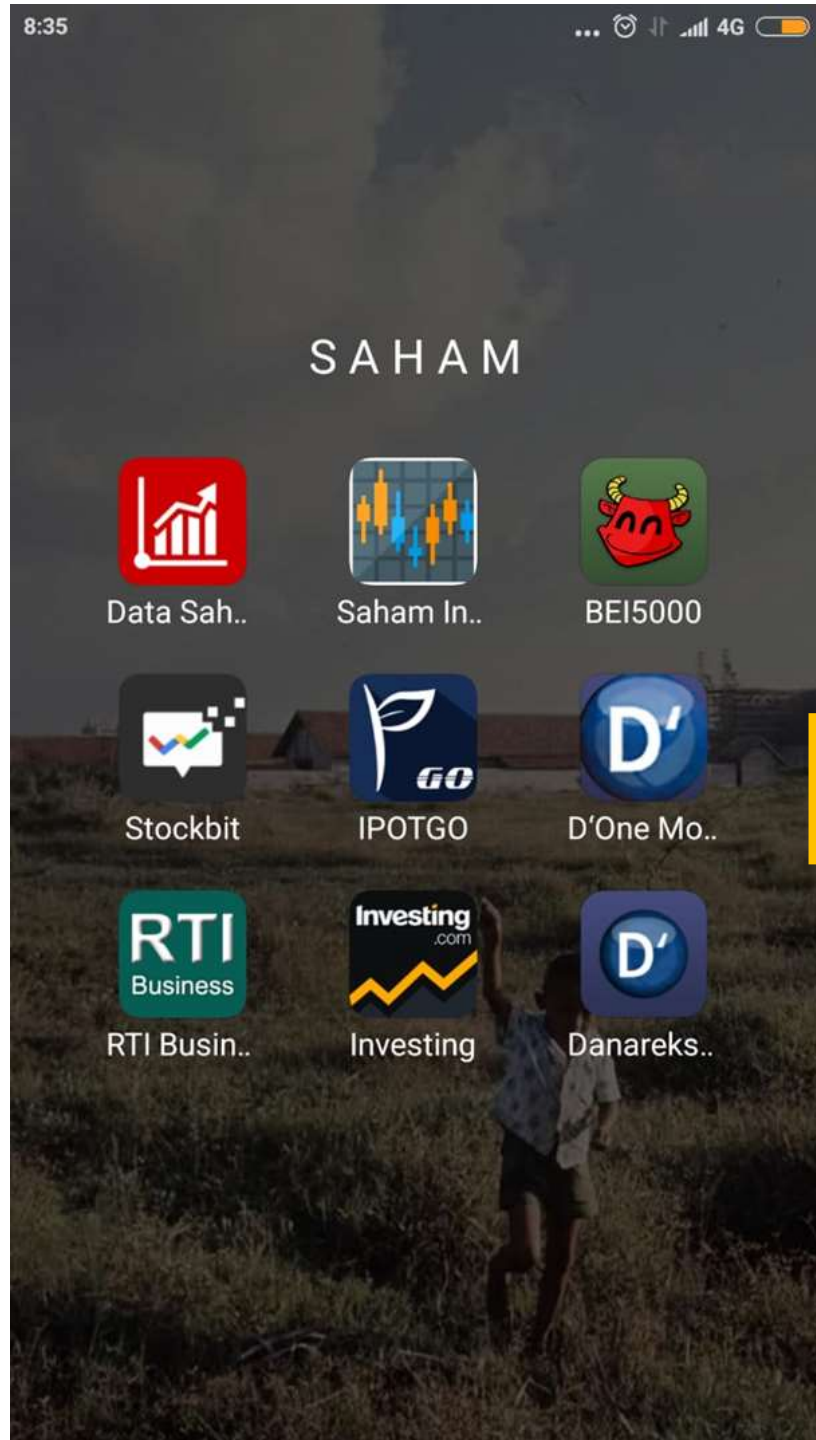 8:35 ... 4G
SAHAM
Data Sah..
Saham In..
BEI5000
GO
D'
Stockbit
IPOTGO
D'One Mo..
RTI
Business
Investing
.com
D'
RTI Busin..
Investing
Danareks..